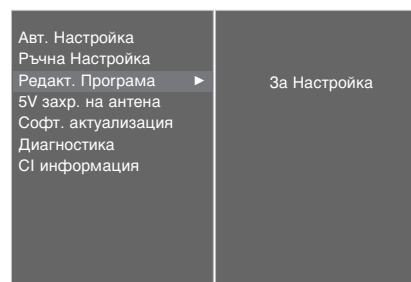 Авт. Настройка
Ръчна Настройка
Редакт. Програма ►
За Настройка
5V захр. на антена
Софт. актуализация
Диагностика
CI информация